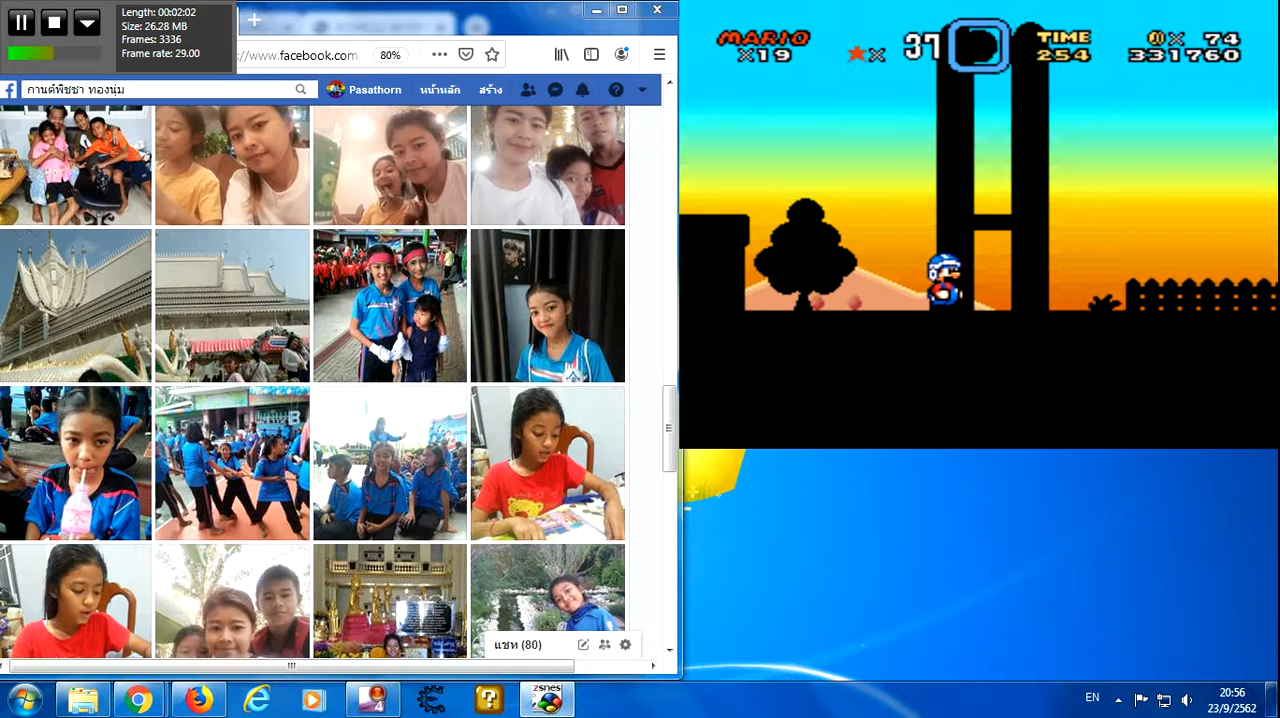 Length: 00:02:02
Size: 26.28 MB
Frames: 3336
Frame rate: 29.00
://www.facebook.com
80%
กานต์พิชชา ทองนุ่ม
Pasathorn
หน้าหลัก
สร้าง
แชท (80)
MARIO
×19
★× 37
TIME
254
× 74
331760
4
zsnes
EN
20:56
23/9/2562